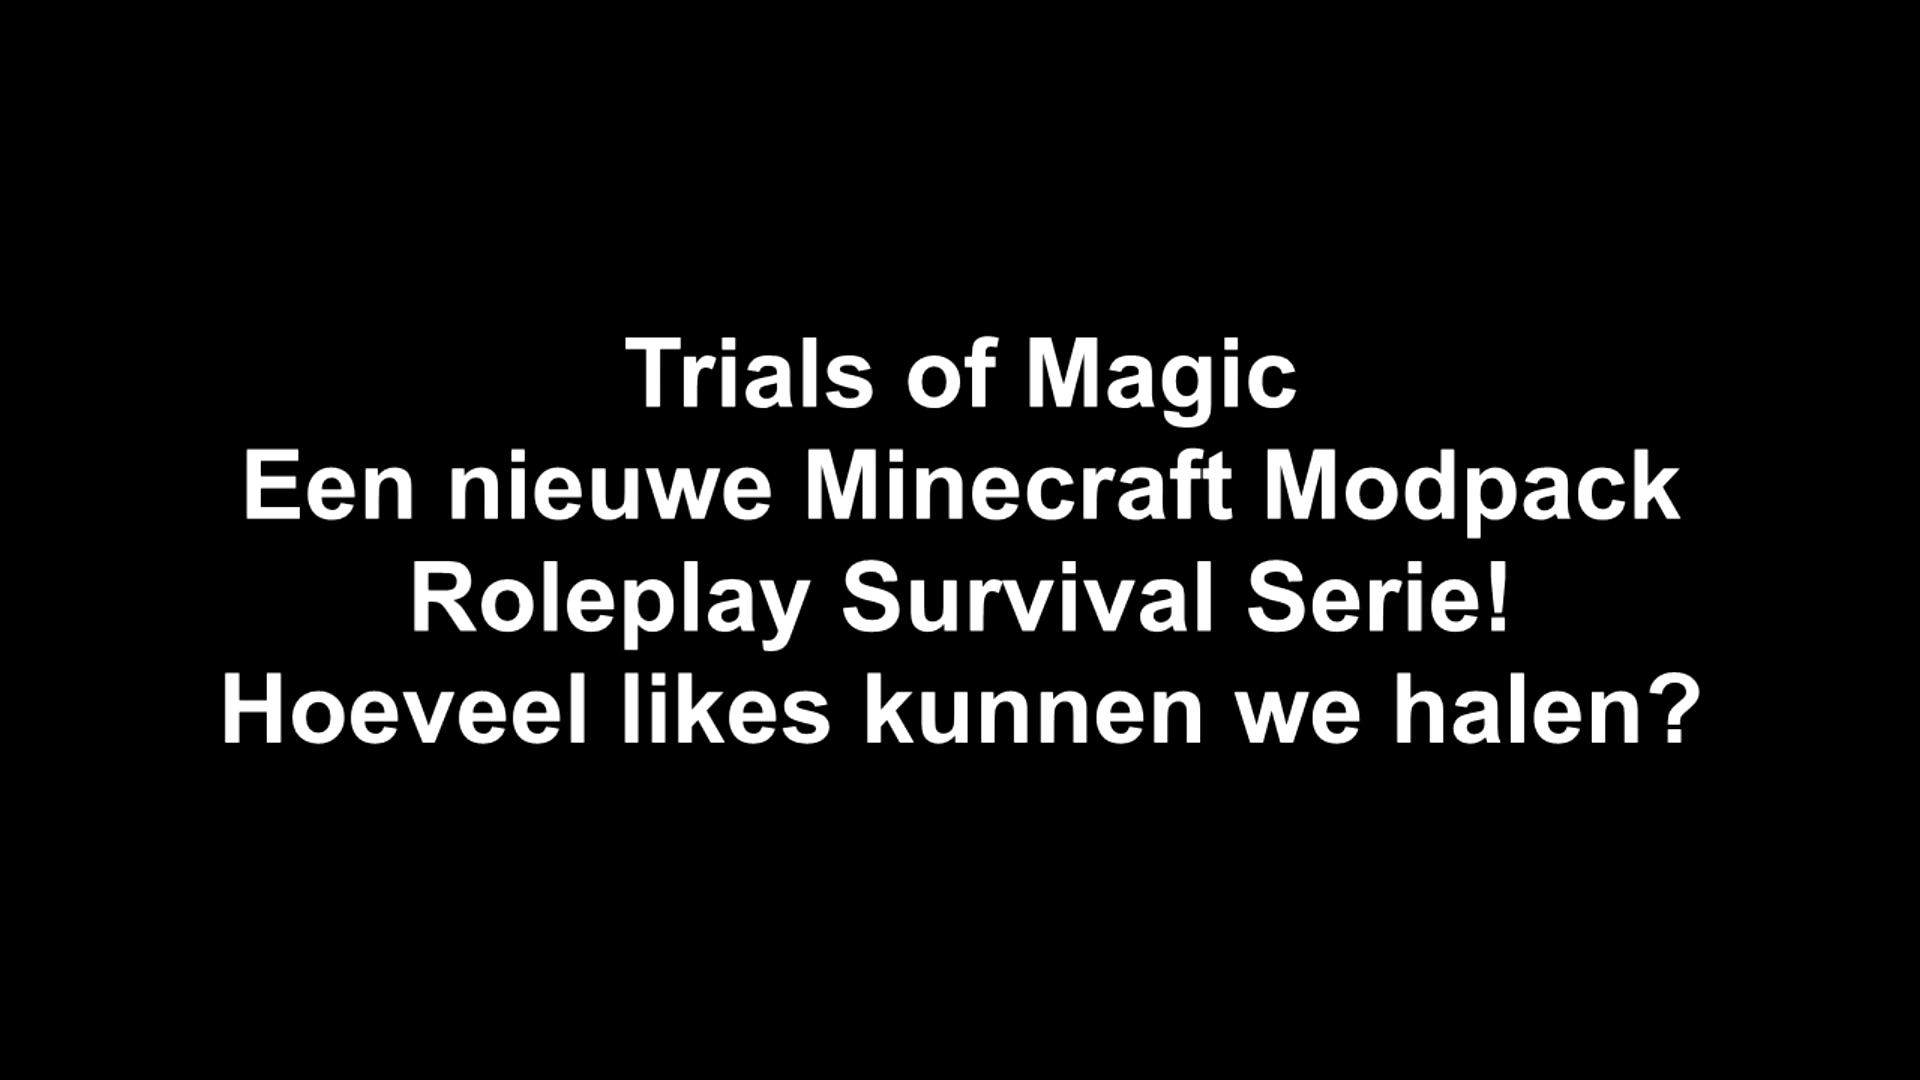 Trials of Magic
Een nieuwe Minecraft Modpack
Roleplay Survival Serie!
Hoeveel likes kunnen we halen?